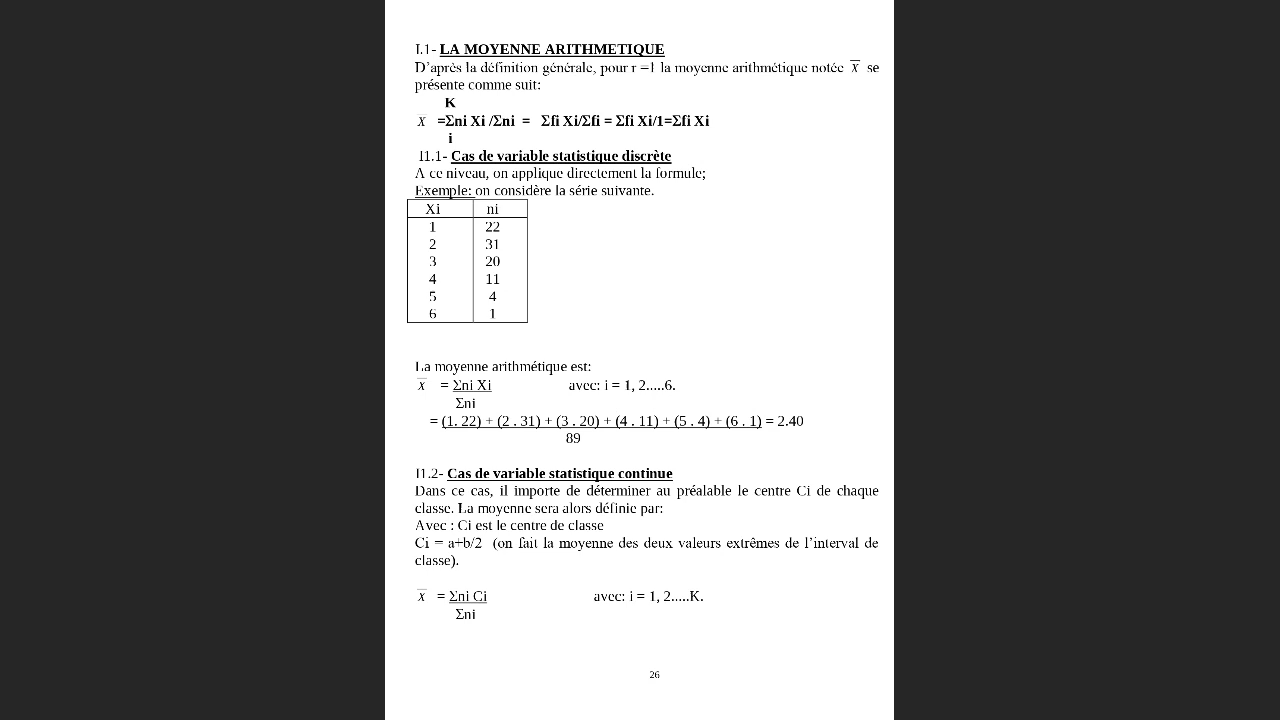 I.1- LA MOYENNE ARITHMETIQUE
D'après la définition générale, pour r =1 la moyenne arithmétique notée X̅ se
présente comme suit:
K
X̅ =Σni Xi /Σni = Σfi Xi/Σfi = Σfi Xi/1=Σfi Xi
i
I1.1- Cas de variable statistique discrète
A ce niveau, on applique directement la formule;
Exemple: on considère la série suivante.
Xi ni
1 22
2 31
3 20
4 11
5 4
6 1
La moyenne arithmétique est:
X̅ = Σni Xi avec: i = 1, 2.....6.
Σni
= (1. 22) + (2 . 31) + (3 . 20) + (4 . 11) + (5 . 4) + (6 . 1) = 2.40
89
I1.2- Cas de variable statistique continue
Dans ce cas, il importe de déterminer au préalable le centre Ci de chaque
classe. La moyenne sera alors définie par:
Avec : Ci est le centre de classe
Ci = a+b/2 (on fait la moyenne des deux valeurs extrêmes de l'interval de
classe).
X̅ = Σni Ci avec: i = 1, 2.....K.
Σni
26